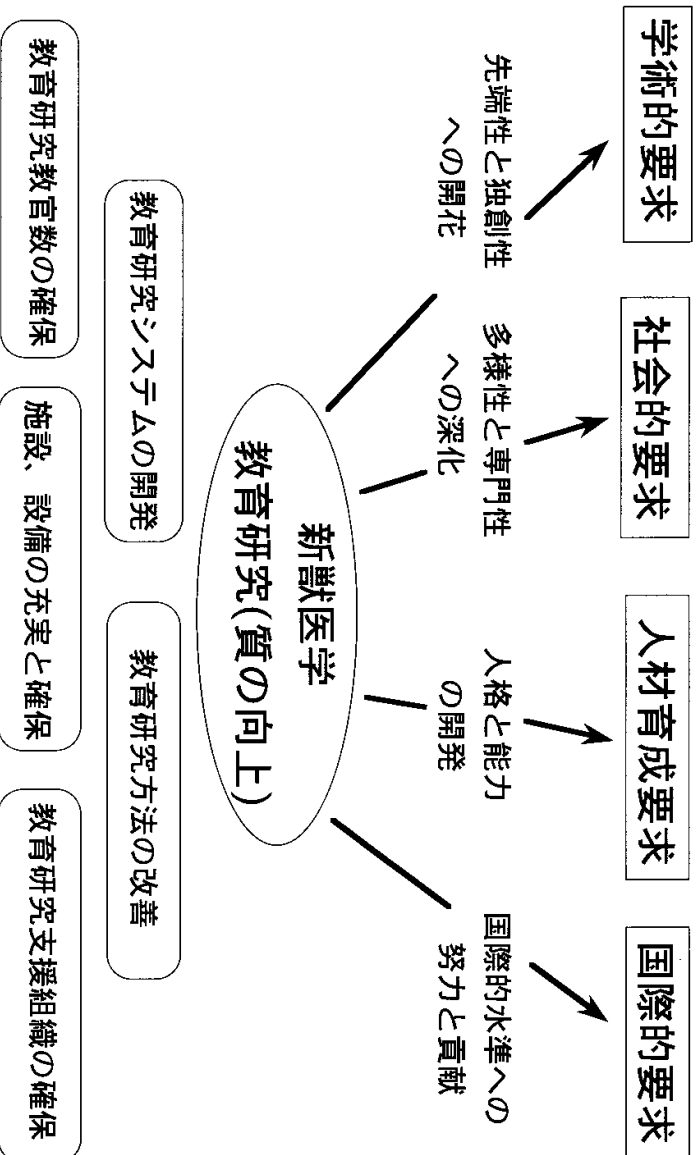 学術的要求
社会的要求
人材育成要求
国際的要求
先端性と独創性
への開花
多様性と専門性
への深化
人格と能力
の開発
国際的水準への
努力と貢献
新獣医学
教育研究(質の向上)
教育研究システムの開発
教育研究方法の改善
教育研究教官数の確保
施設、設備の充実と確保
教育研究支援組織の確保